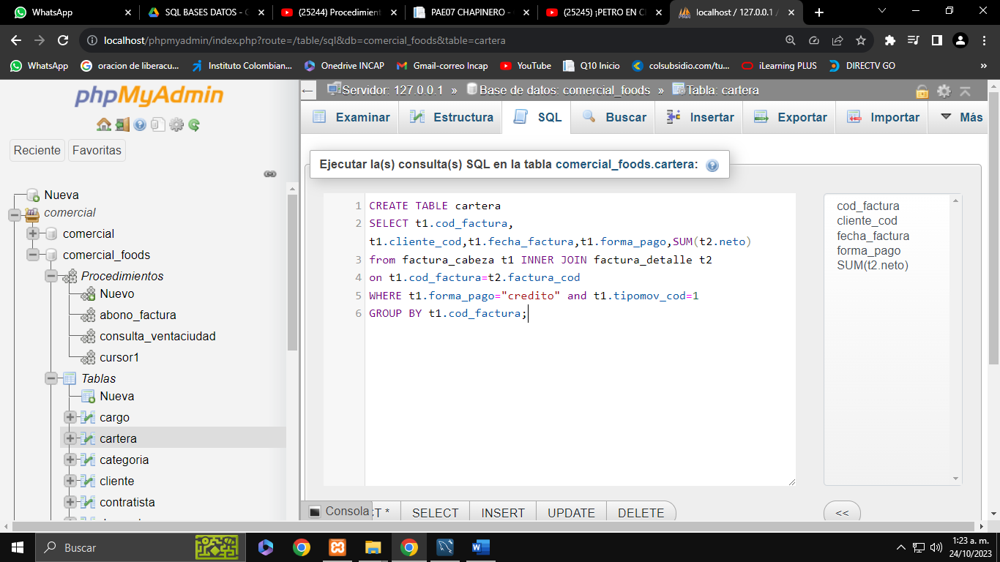 WhatsApp
SQL BASES DATOS - C
(25244) Procedimient
PAE07 CHAPINERO -
(25245) ¡PETRO EN C
localhost / 127.0.0.1 /
localhost/phpmyadmin/index.php?route=/table/sql&db=comercial_foods&table=cartera
WhatsApp
oracion de liberacu...
Instituto Colombian...
Onedrive INCAP
Gmail-correo Incap
YouTube
Q10 Inicio
colsubsidio.com/tu...
iLearning PLUS
DIRECTV GO
»
phpMyAdmin
Reciente
Favoritas
Nueva
comercial
comercial
comercial_foods
Procedimientos
Nuevo
abono_factura
consulta_ventaciudad
cursor1
Tablas
Nueva
cargo
cartera
categoria
cliente
contratista
Servidor: 127.0.0.1 » Base de datos: comercial_foods » Tabla: cartera
Examinar
Estructura
SQL
Buscar
Insertar
Exportar
Importar
Más
Ejecutar la(s) consulta(s) SQL en la tabla comercial_foods.cartera:
1 CREATE TABLE cartera
2 SELECT t1.cod_factura,
t1.cliente_cod,t1.fecha_factura,t1.forma_pago,SUM(t2.neto)
3 from factura_cabeza t1 INNER JOIN factura_detalle t2
4 on t1.cod_factura=t2.factura_cod
5 WHERE t1.forma_pago="credito" and t1.tipomov_cod=1
6 GROUP BY t1.cod_factura;
cod_factura
cliente_cod
fecha_factura
forma_pago
SUM(t2.neto)
Consola
CT *
SELECT
INSERT
UPDATE
DELETE
<<
Buscar
1:23 a. m.
24/10/2023